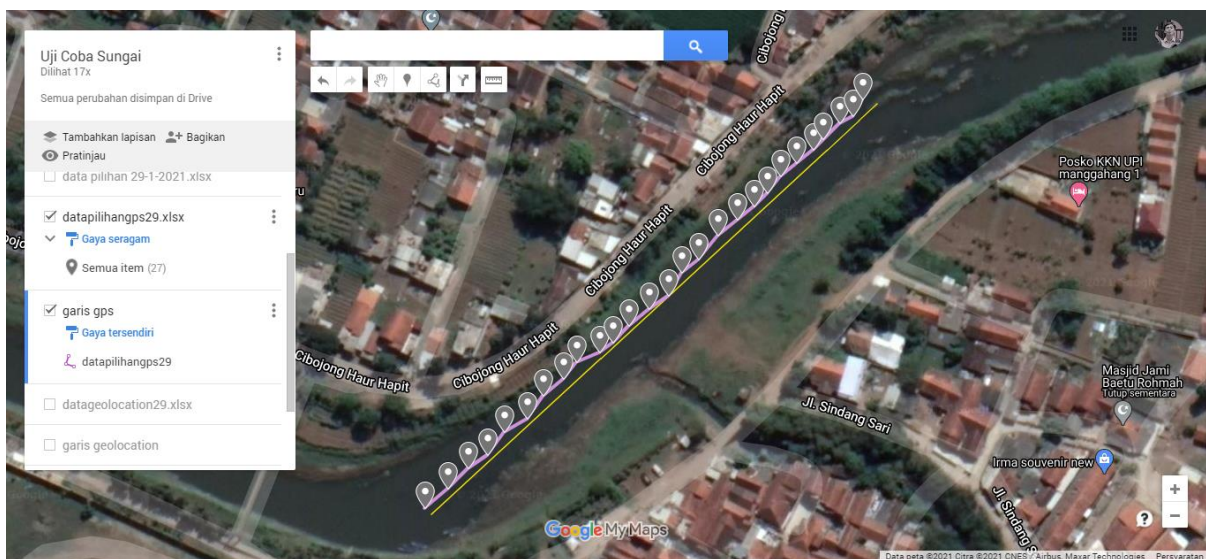 Uji Coba Sungai
Dilihat 17x
Semua perubahan disimpan di Drive
Tambahkan lapisan
Bagikan
Pratinjau
data pilihan 29-1-2021.xlsx
datapilihangps29.xlsx
Gaya seragam
Semua item (27)
garis gps
Gaya tersendiri
datapilihangps29
datageolocation29.xlsx
garis geolocation
Cibojong Haur Hapit
Cibojong Haur Hapit
Cibojong Haur Hapit
Cibojong Haur Hapit
Cibojong Haur Hapit
Posko KKN UPI
manggahang 1
Masjid Jami
Baetu Rohmah
Tutup sementara
Jl. Sindang Sari
Irma souvenir new
Google My Maps
Data peta ©2021 Citra ©2021 CNES / Airbus, Maxar Technologies
Persyaratan